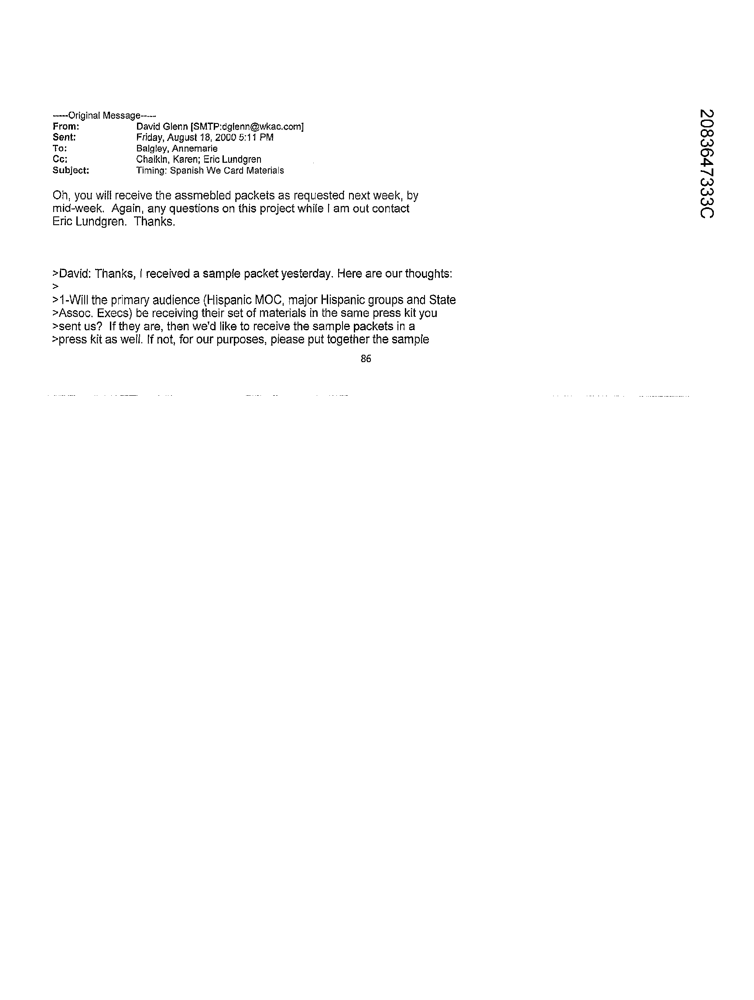 -----Original Message-----
From: David Glenn [SMTP:dglenn@wkac.com]
Sent: Friday, August 18, 2000 5:11 PM
To: Balgley, Annemarie
Cc: Chaikin, Karen; Eric Lundgren
Subject: Timing: Spanish We Card Materials
Oh, you will receive the assmebled packets as requested next week, by
mid-week. Again, any questions on this project while I am out contact
Eric Lundgren. Thanks.
>David: Thanks, I received a sample packet yesterday. Here are our thoughts:
>
>1-Will the primary audience (Hispanic MOC, major Hispanic groups and State
>Assoc. Execs) be receiving their set of materials in the same press kit you
>sent us? If they are, then we'd like to receive the sample packets in a
>press kit as well. If not, for our purposes, please put together the sample
86
2083647333C